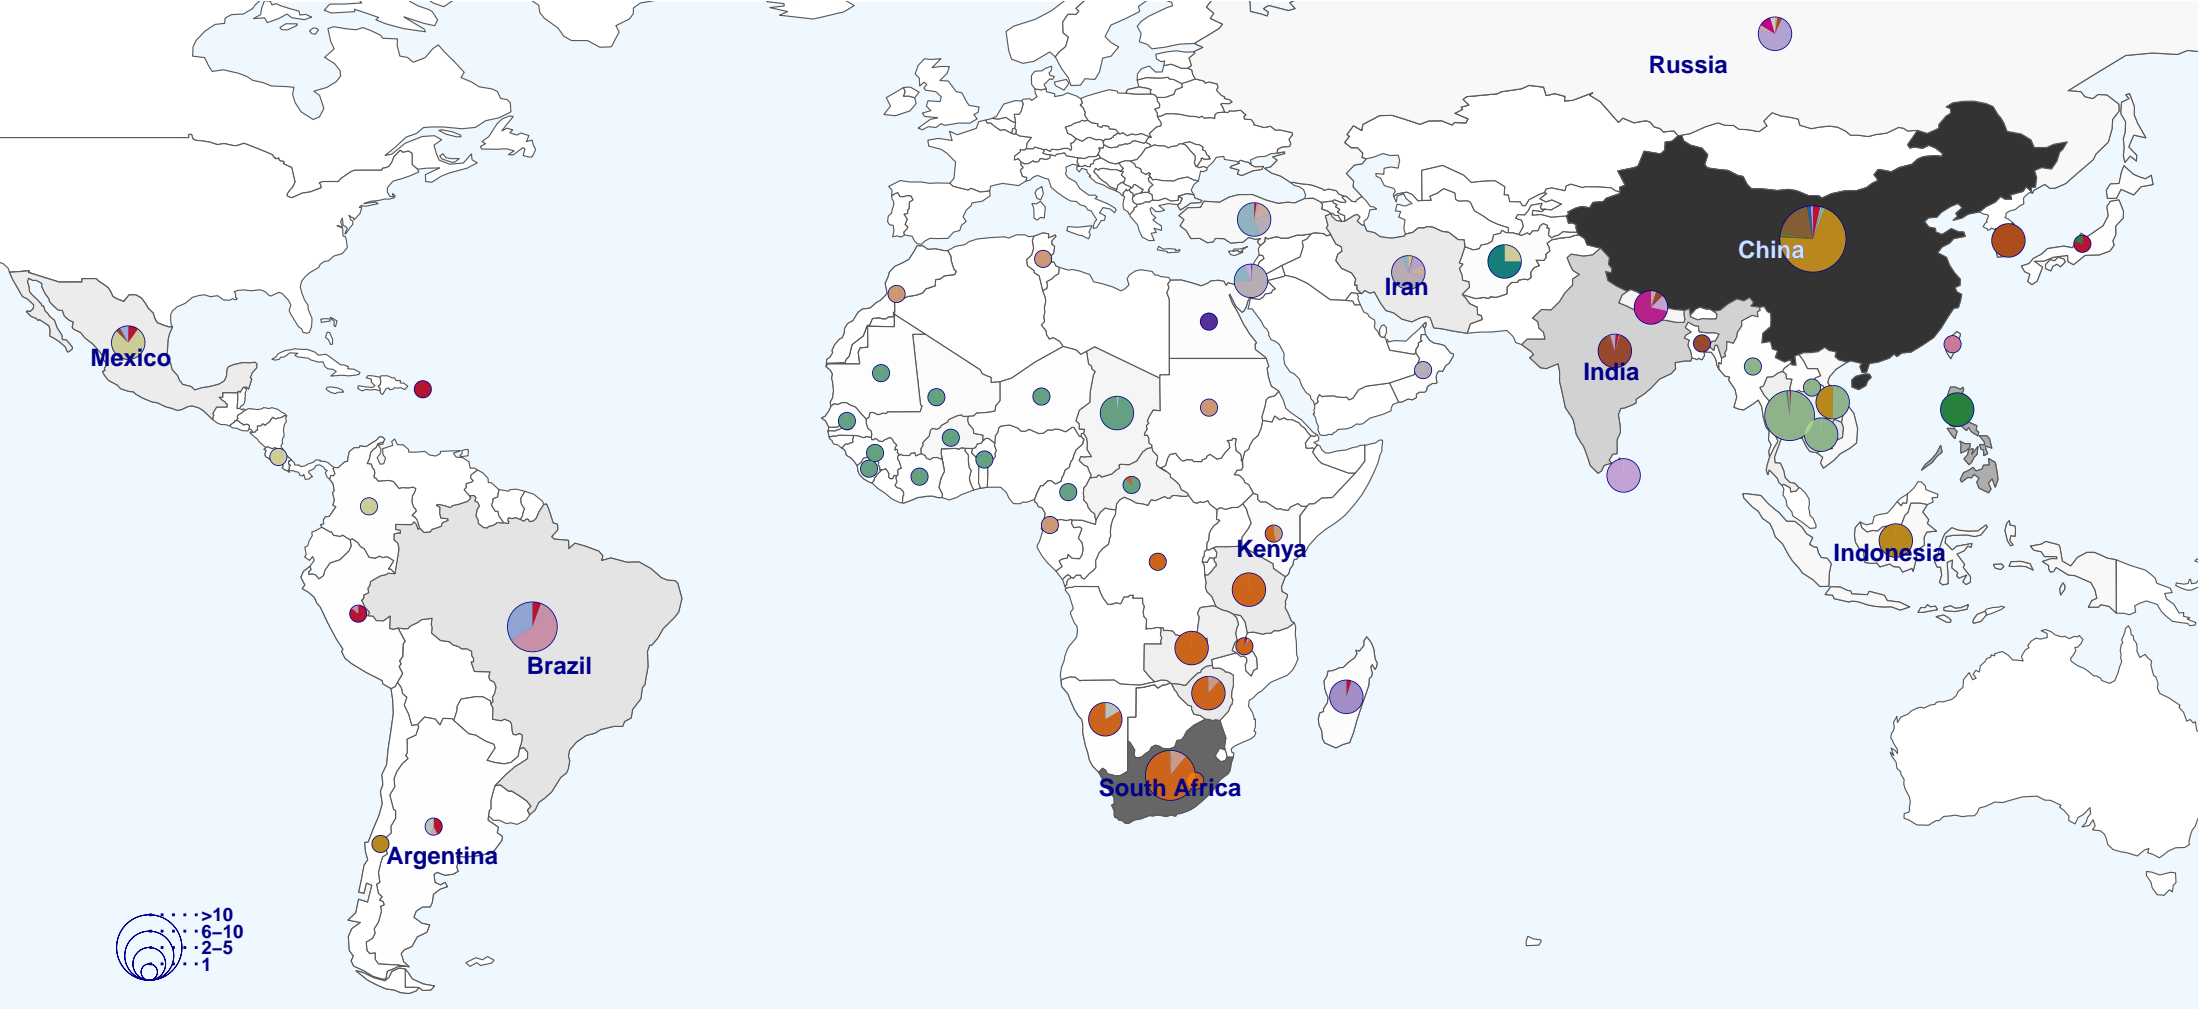 Russia
China
Iran
Mexico
India
Kenya
Indonesia
Brazil
South Africa
Argentina
>10
6–10
2–5
1